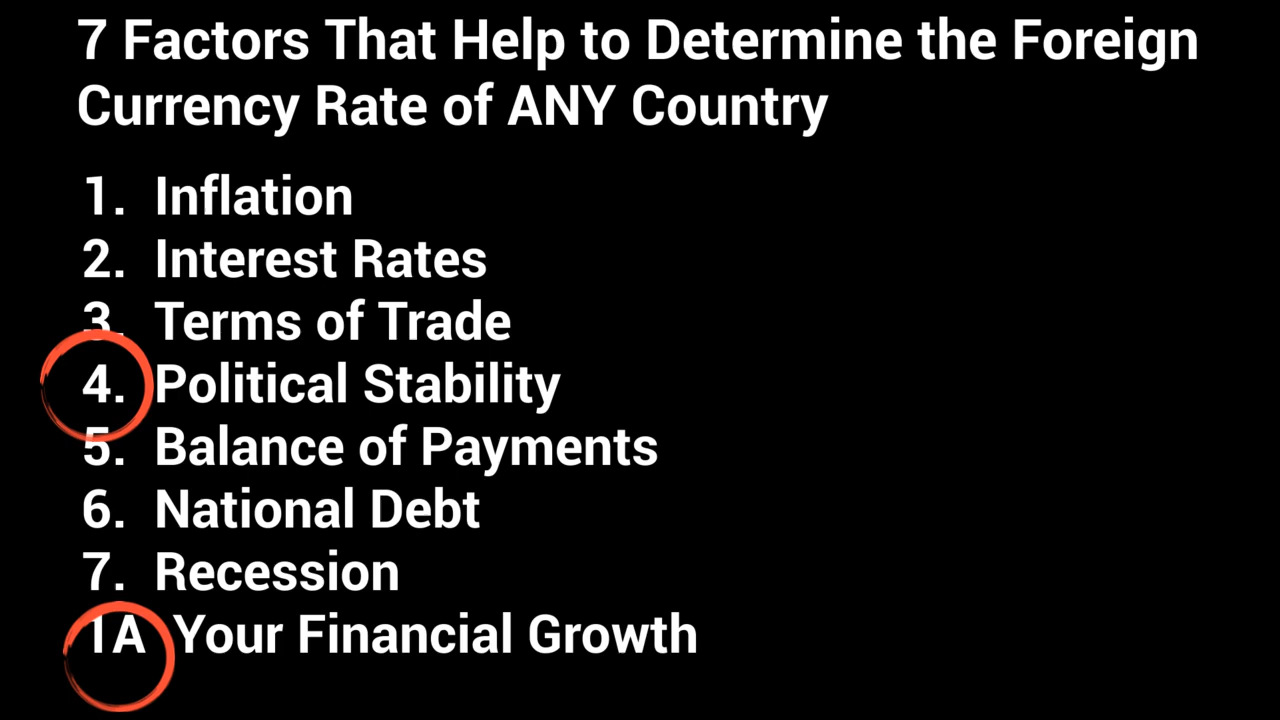 7 Factors That Help to Determine the Foreign
Currency Rate of ANY Country
1. Inflation
2. Interest Rates
3. Terms of Trade
4. Political Stability
5. Balance of Payments
6. National Debt
7. Recession
1A Your Financial Growth